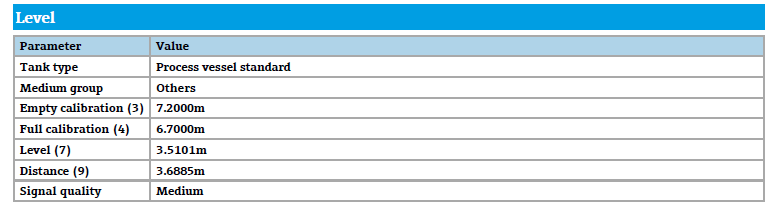 Level
Parameter Value
Tank type Process vessel standard
Medium group Others
Empty calibration (3) 7.2000m
Full calibration (4) 6.7000m
Level (7) 3.5101m
Distance (9) 3.6885m
Signal quality Medium